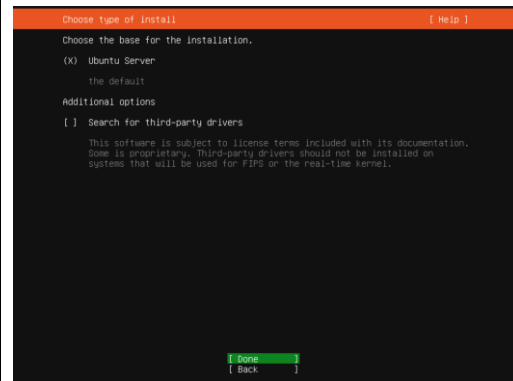 Choose type of install [ Help ]
Choose the base for the installation.
(X) Ubuntu Server
the default
Additional options
[ ] Search for third-party drivers
This software is subject to license terms included with its documentation.
Some is proprietary. Third-party drivers should not be installed on
systems that will be used for FIPS or the real-time kernel.
[ Done ]
[ Back ]